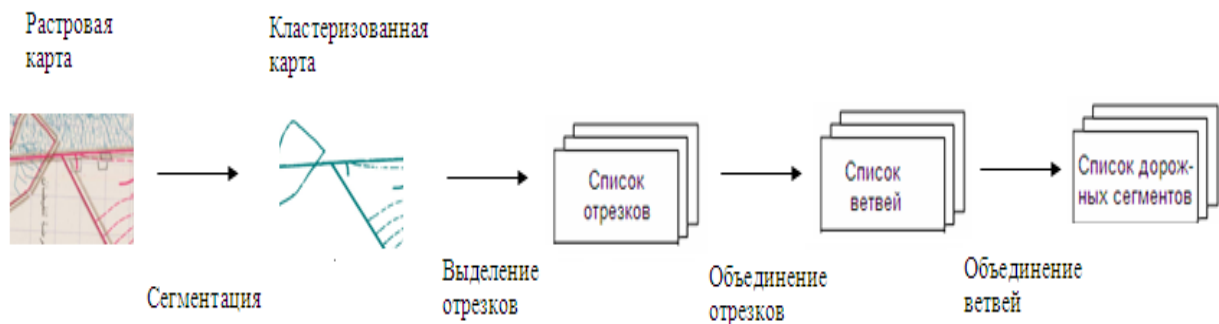 Растровая
карта
Кластеризованная
карта
Список
отрезков
Список
ветвей
Список дорож-
ных сегментов
Сегментация
Выделение
отрезков
Объединение
отрезков
Объединение
ветвей